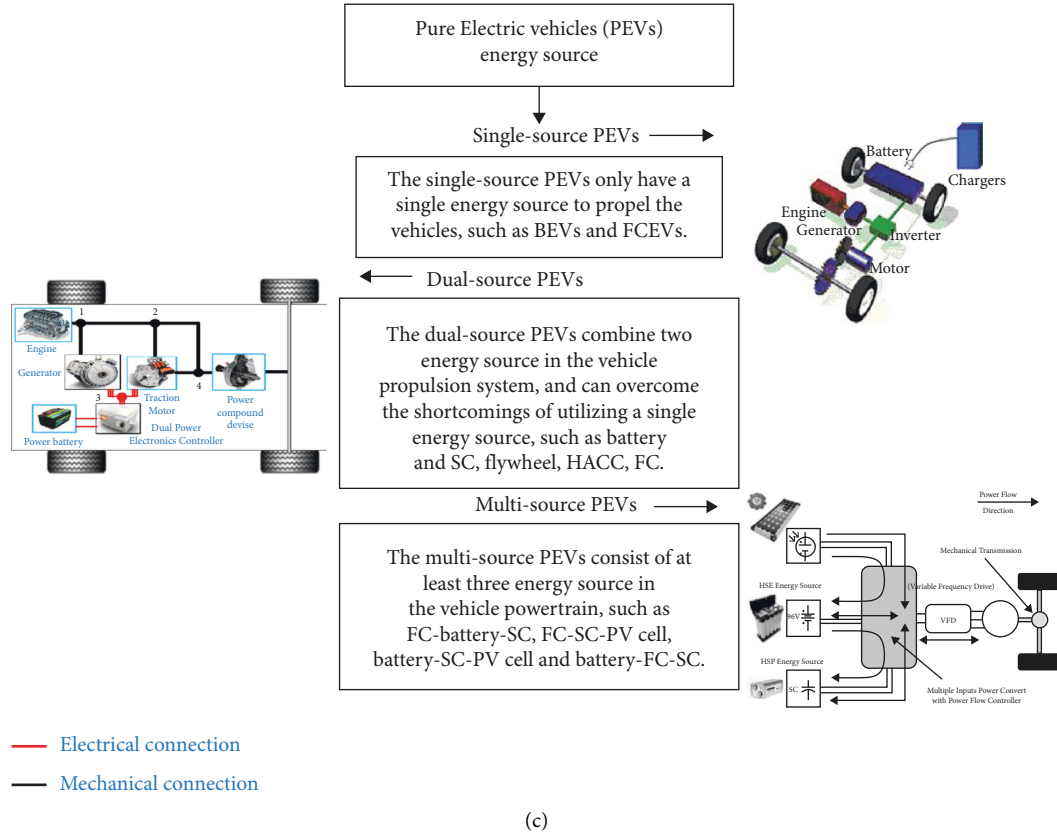 Pure Electric vehicles (PEVs)
energy source
Single-source PEVs
The single-source PEVs only have a
single energy source to propel the
vehicles, such as BEVs and FCEVs.
Battery
Chargers
Engine
Generator
Inverter
Motor
Dual-source PEVs
1
2
Engine
Generator
3
4
Traction
Motor
Power
compound
devise
Power battery
Dual Power
Electronics Controller
The dual-source PEVs combine two
energy source in the vehicle
propulsion system, and can overcome
the shortcomings of utilizing a single
energy source, such as battery
and SC, flywheel, HACC, FC.
Multi-source PEVs
The multi-source PEVs consist of at
least three energy source in
the vehicle powertrain, such as
FC-battery-SC, FC-SC-PV cell,
battery-SC-PV cell and battery-FC-SC.
Power Flow
Direction
Mechanical Transmission
HSE Energy Source
(Variable Frequency Drive)
96V
VFD
HSP Energy Source
SC
Multiple Inputs Power Convert
with Power Flow Controller
Electrical connection
Mechanical connection
(c)